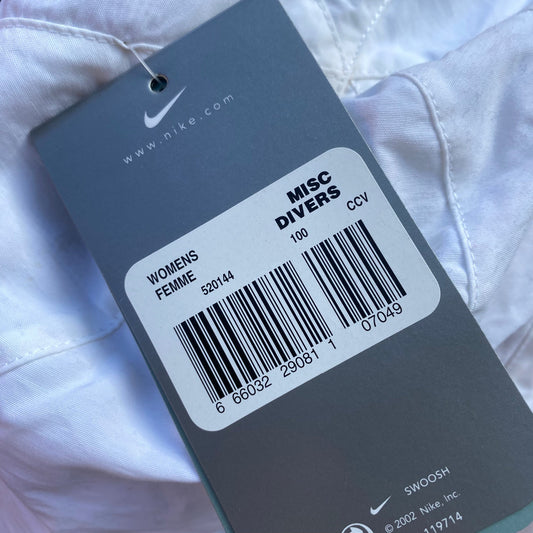 www.nike.com
MISC
DIVERS
WOMENS
FEMME
520144
100
CCV
6 66032 29081 1
07049
SWOOSH
© 2002 Nike, Inc.
119714